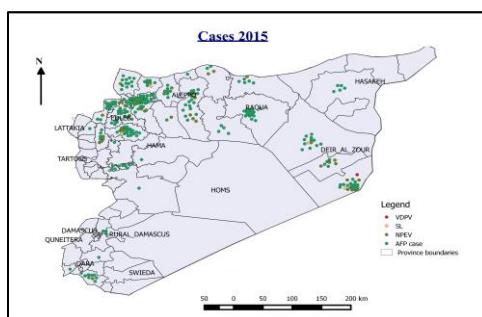 Cases 2015
N
HASAKEH
ALEPPO
RAQUA
IDLEB
LATTAKIA
HAMA
DEIR_AL_ZOUR
TARTOUS
HOMS
Legend
VDPV
SL
NPEV
AFP case
Province boundaries
DAMASCUS
RURAL_DAMASCUS
QUNEITERA
DARA
SWIEDA
50 0 50 100 150 200 km